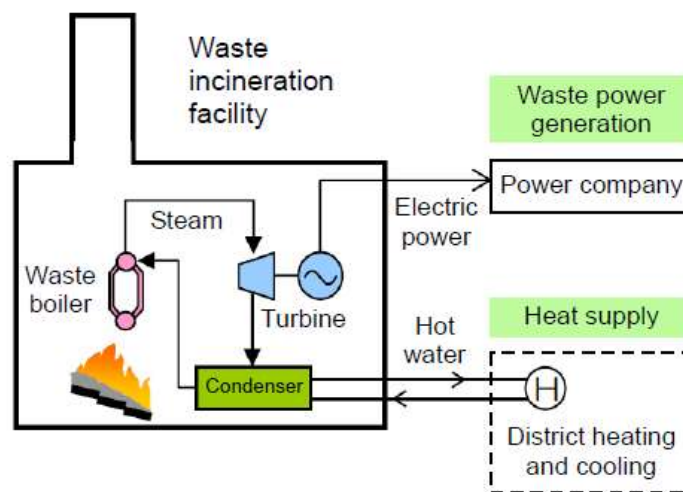 Waste
incineration
facility
Waste power
generation
Power company
Electric
power
Steam
Waste
boiler
Turbine
Hot
water
Heat supply
Condenser
H
District heating
and cooling